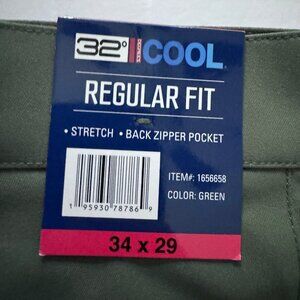 32° COOL
REGULAR FIT
• STRETCH • BACK ZIPPER POCKET
ITEM#: 1656658
COLOR: GREEN
1 95930 78786 9
34 x 29